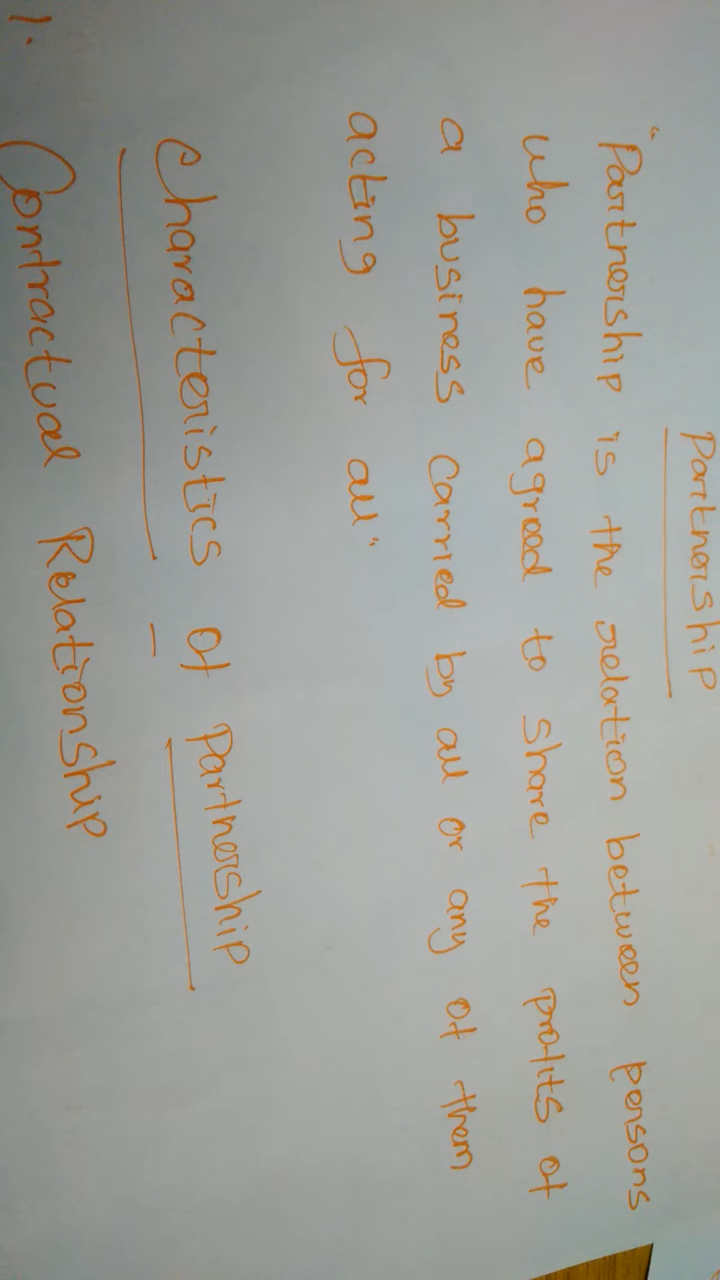 Partnership
"Partnership is the relation between persons
who have agreed to share the profits of
a business carried by all or any of them
acting for all"
Characteristics of Partnership
1. Contractual Relationship